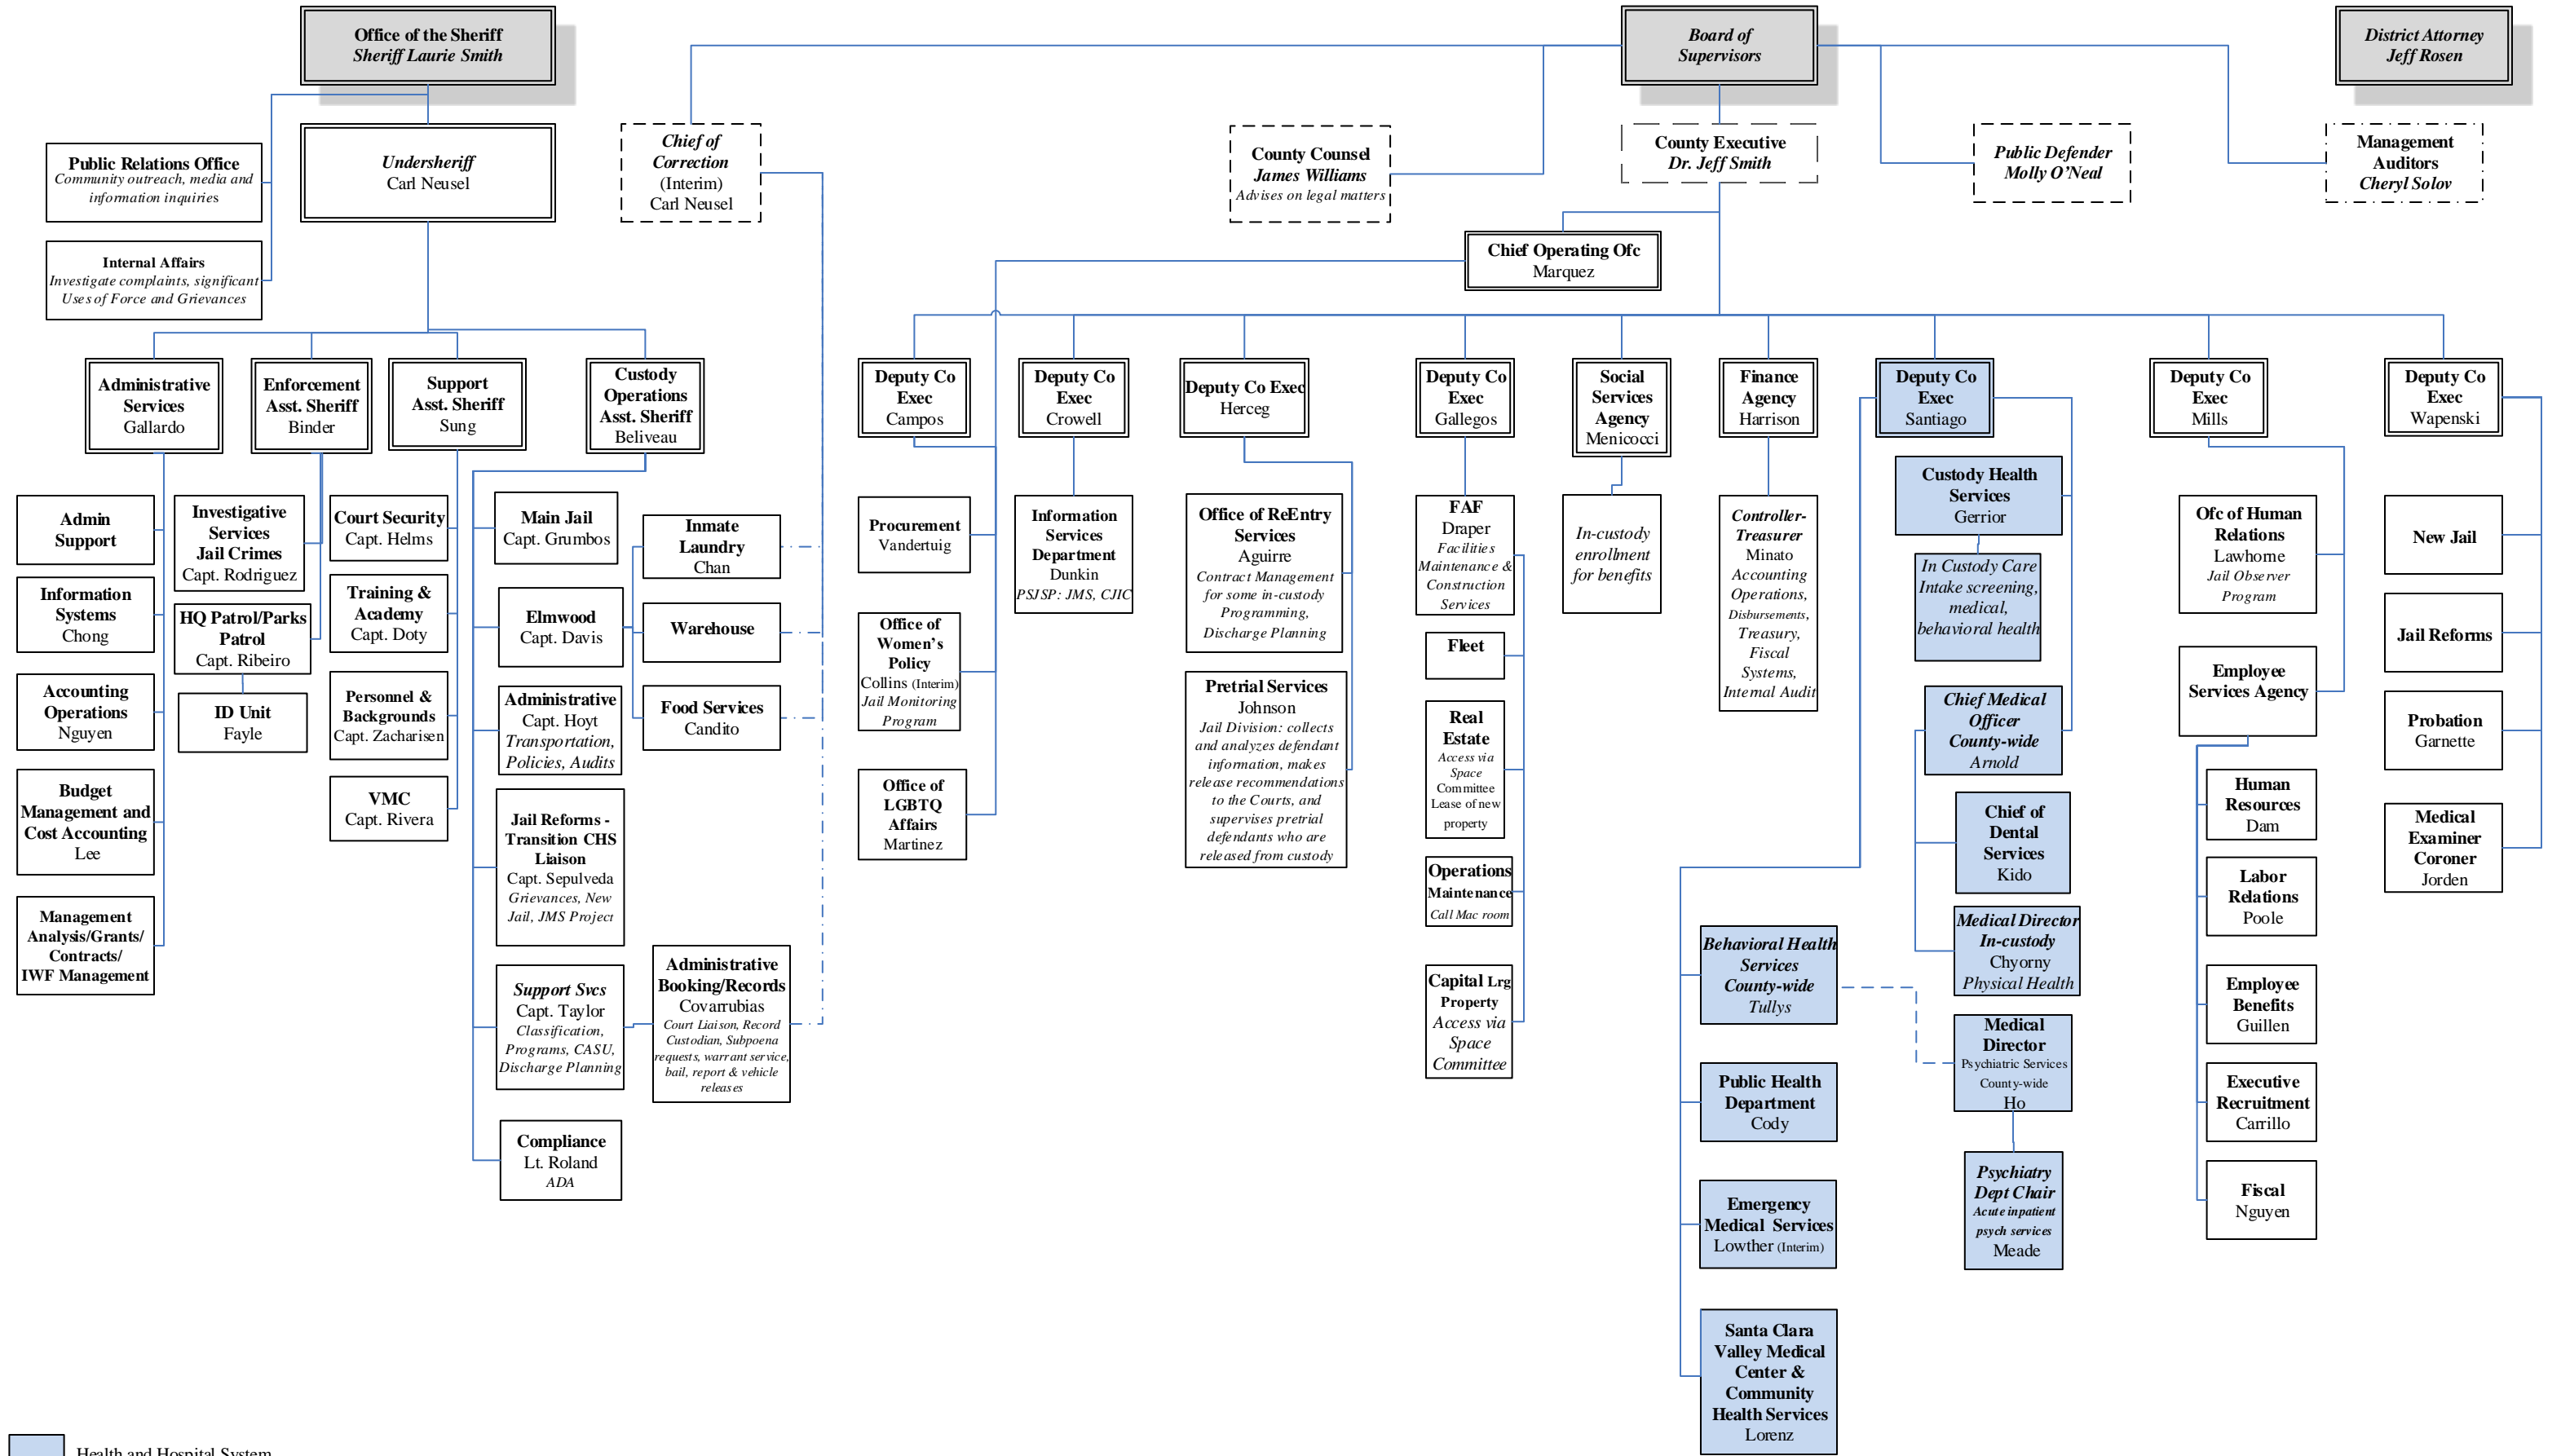 Office of the Sheriff
Sheriff Laurie Smith
Board of
Supervisors
District Attorney
Jeff Rosen
Public Relations Office
Community outreach, media and
information inquiries
Undersheriff
Carl Neusel
Chief of
Correction
(Interim)
Carl Neusel
County Counsel
James Williams
Advises on legal matters
County Executive
Dr. Jeff Smith
Public Defender
Molly O’Neal
Management
Auditors
Cheryl Solov
Internal Affairs
Investigate complaints, significant
Uses of Force and Grievances
Chief Operating Ofc
Marquez
Administrative
Services
Gallardo
Enforcement
Asst. Sheriff
Binder
Support
Asst. Sheriff
Sung
Custody
Operations
Asst. Sheriff
Beliveau
Deputy Co
Exec
Campos
Deputy Co
Exec
Crowell
Deputy Co Exec
Herceg
Deputy Co
Exec
Gallegos
Social
Services
Agency
Menicocci
Finance
Agency
Harrison
Deputy Co
Exec
Santiago
Deputy Co
Exec
Mills
Deputy Co
Exec
Wapenski
Admin
Support
Information
Systems
Chong
Accounting
Operations
Nguyen
Budget
Management and
Cost Accounting
Lee
Management
Analysis/Grants/
Contracts/
IWF Management
Investigative
Services
Jail Crimes
Capt. Rodriguez
HQ Patrol/Parks
Patrol
Capt. Ribeiro
ID Unit
Fayle
Court Security
Capt. Helms
Training &
Academy
Capt. Doty
Personnel &
Backgrounds
Capt. Zacharisen
VMC
Capt. Rivera
Main Jail
Capt. Grumbos
Elmwood
Capt. Davis
Administrative
Capt. Hoyt
Transportation,
Policies, Audits
Jail Reforms -
Transition CHS
Liaison
Capt. Sepulveda
Grievances, New
Jail, JMS Project
Support Svcs
Capt. Taylor
Classification,
Programs, CASU,
Discharge Planning
Compliance
Lt. Roland
ADA
Inmate
Laundry
Chan
Warehouse
Food Services
Candito
Administrative
Booking/Records
Covarrubias
Court Liaison, Record
Custodian, Subpoena
requests, warrant service,
bail, report & vehicle
releases
Procurement
Vandertuig
Office of
Women’s
Policy
Collins (Interim)
Jail Monitoring
Program
Office of
LGBTQ
Affairs
Martinez
Information
Services
Department
Dunkin
PSJSP: JMS, CJIC
Office of ReEntry
Services
Aguirre
Contract Management
for some in-custody
Programming,
Discharge Planning
Pretrial Services
Johnson
Jail Division: collects
and analyzes defendant
information, makes
release recommendations
to the Courts, and
supervises pretrial
defendants who are
released from custody
FAF
Draper
Facilities
Maintenance &
Construction
Services
Fleet
Real
Estate
Access via
Space
Committee
Lease of new
property
Operations
Maintenance
Call Mac room
Capital Lrg
Property
Access via
Space
Committee
In-custody
enrollment
for benefits
Controller-
Treasurer
Minato
Accounting
Operations,
Disbursements,
Treasury,
Fiscal
Systems,
Internal Audit
Custody Health
Services
Gerrior
In Custody Care
Intake screening,
medical,
behavioral health
Chief Medical
Officer
County-wide
Arnold
Chief of
Dental
Services
Kido
Medical Director
In-custody
Chyorny
Physical Health
Medical
Director
Psychiatric Services
County-wide
Ho
Psychiatry
Dept Chair
Acute inpatient
psych services
Meade
Behavioral Health
Services
County-wide
Tullys
Public Health
Department
Cody
Emergency
Medical Services
Lowther (Interim)
Santa Clara
Valley Medical
Center &
Community
Health Services
Lorenz
Ofc of Human
Relations
Lawhorne
Jail Observer
Program
Employee
Services Agency
Human
Resources
Dam
Labor
Relations
Poole
Employee
Benefits
Guillen
Executive
Recruitment
Carrillo
Fiscal
Nguyen
New Jail
Jail Reforms
Probation
Garnette
Medical
Examiner
Coroner
Jorden
Health and Hospital System